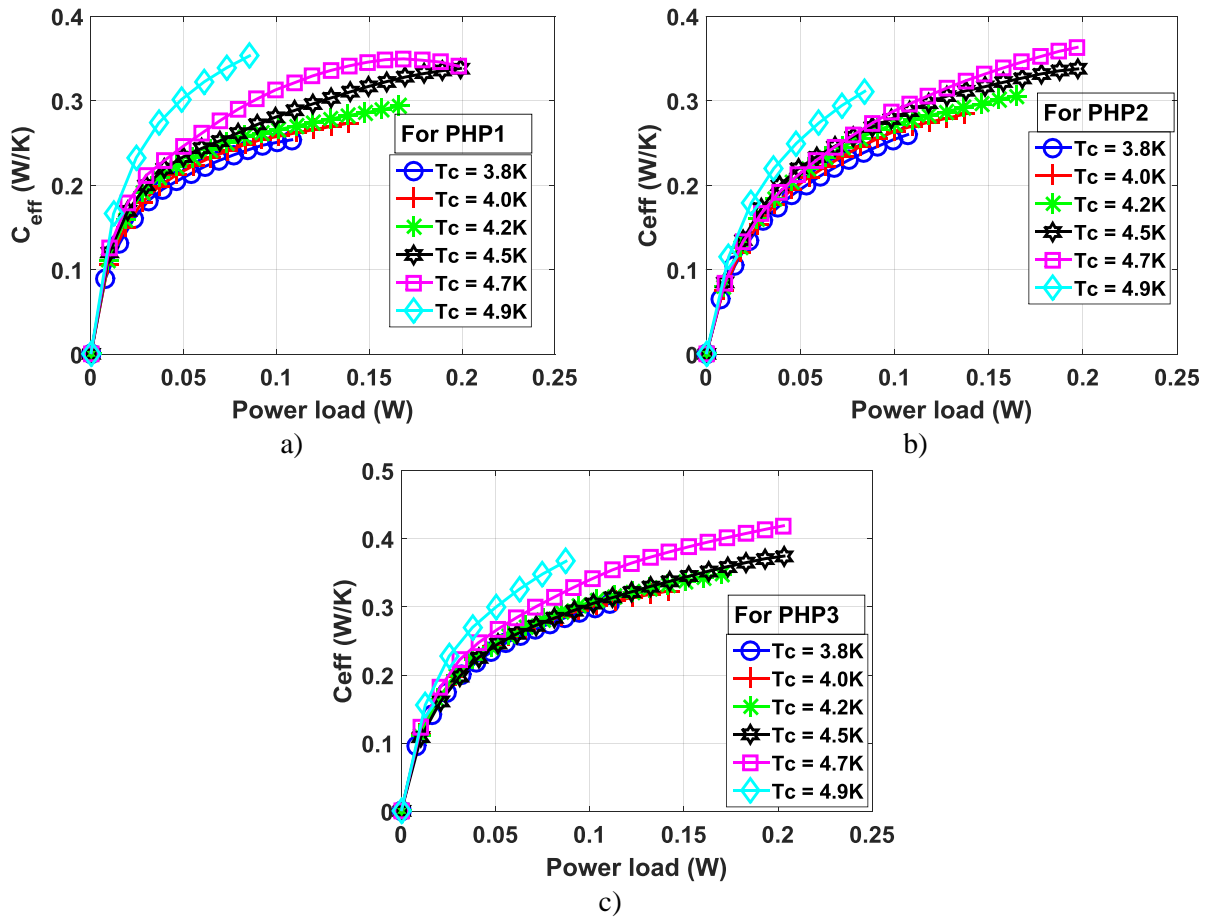 0.4
0.3
0.2
0.1
0
C_eff (W/K)
0 0.05 0.1 0.15 0.2 0.25
Power load (W)
For PHP1
Tc = 3.8K
Tc = 4.0K
Tc = 4.2K
Tc = 4.5K
Tc = 4.7K
Tc = 4.9K
a)
0.4
0.3
0.2
0.1
0
Ceff (W/K)
0 0.05 0.1 0.15 0.2 0.25
Power load (W)
For PHP2
Tc = 3.8K
Tc = 4.0K
Tc = 4.2K
Tc = 4.5K
Tc = 4.7K
Tc = 4.9K
b)
0.5
0.4
0.3
0.2
0.1
0
Ceff (W/K)
0 0.05 0.1 0.15 0.2 0.25
Power load (W)
For PHP3
Tc = 3.8K
Tc = 4.0K
Tc = 4.2K
Tc = 4.5K
Tc = 4.7K
Tc = 4.9K
c)